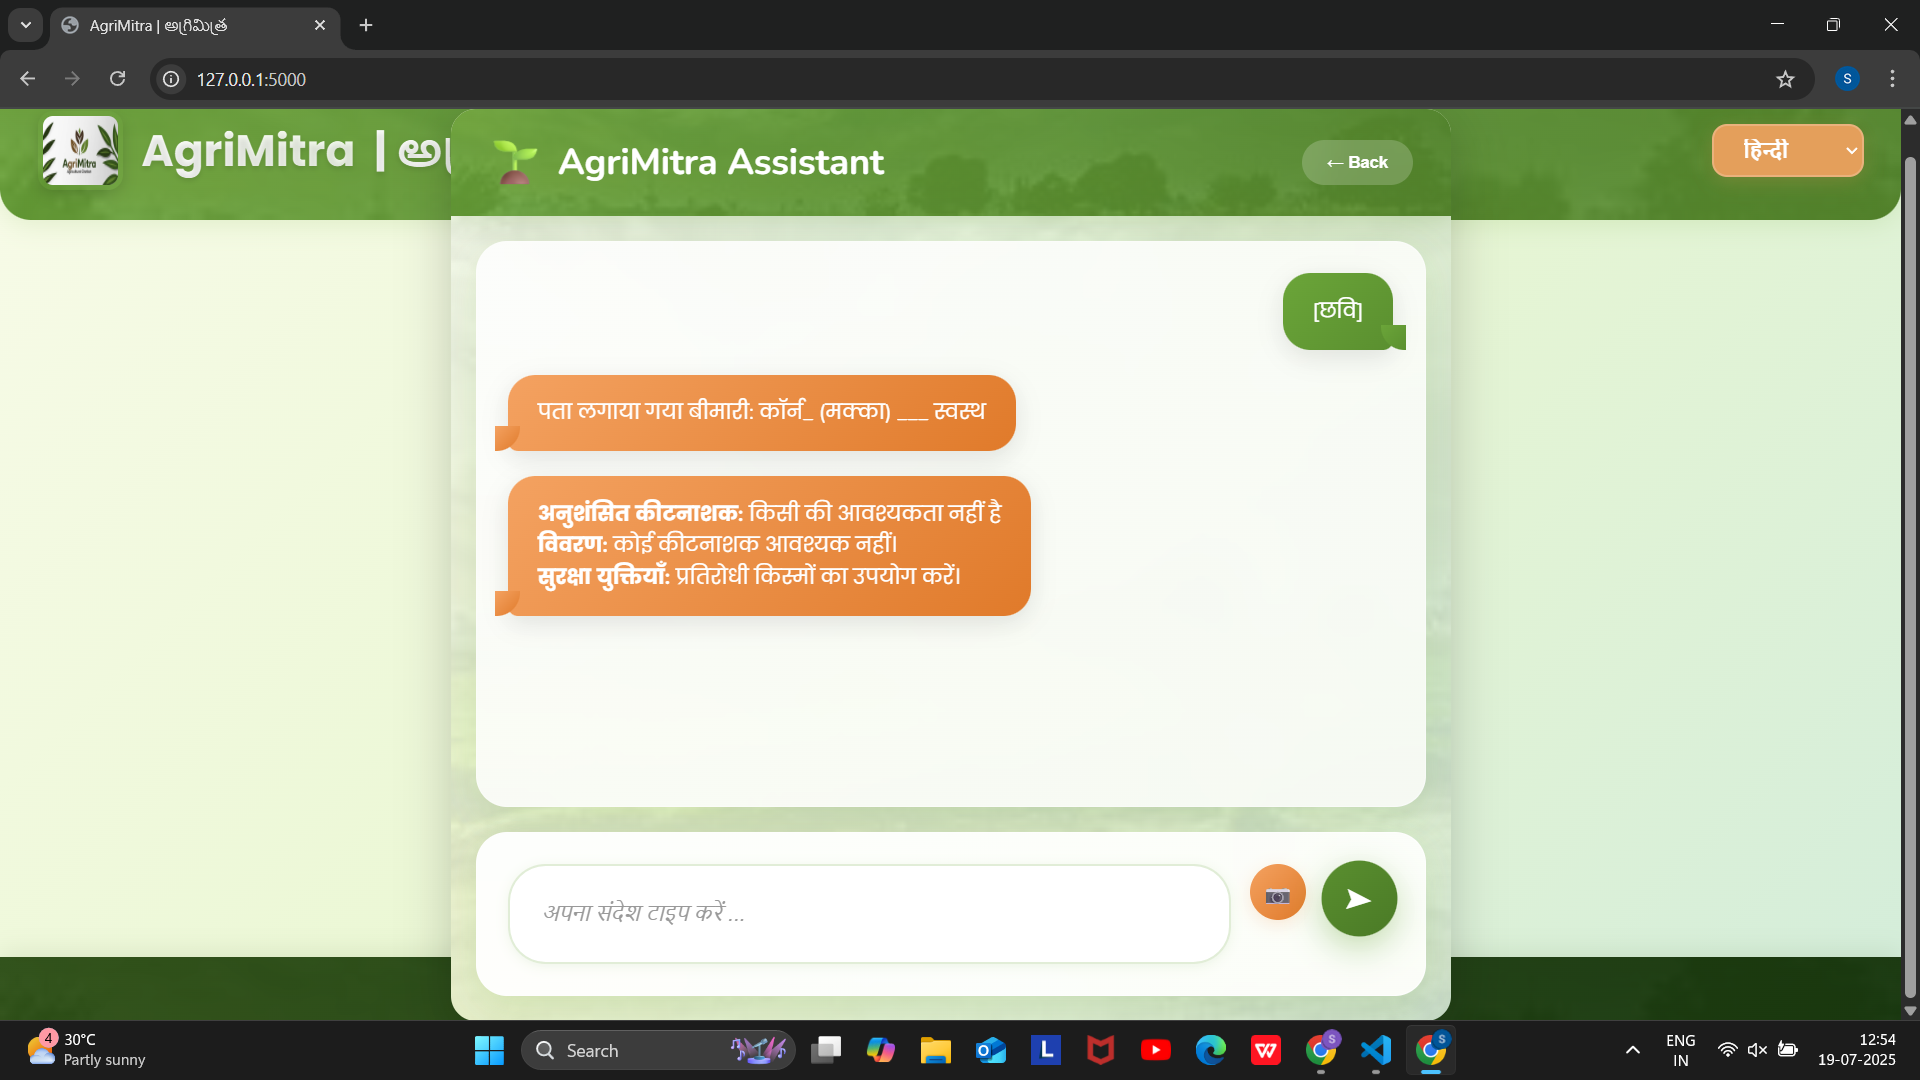 AgriMitra | అగ్రిమిత్ర
127.0.0.1:5000
S
AgriMitra
AgriMitra | అగ్
AgriMitra Assistant
← Back
हिन्दी
[छवि]
पता लगाया गया बीमारी: कॉर्न_ (मक्का) ___ स्वस्थ
अनुशंसित कीटनाशक: किसी की आवश्यकता नहीं है
विवरण: कोई कीटनाशक आवश्यक नहीं।
सुरक्षा युक्तियाँ: प्रतिरोधी किस्मों का उपयोग करें।
अपना संदेश टाइप करें ...
4
30°C
Partly sunny
Search
L
S
S
ENG
IN
12:54
19-07-2025